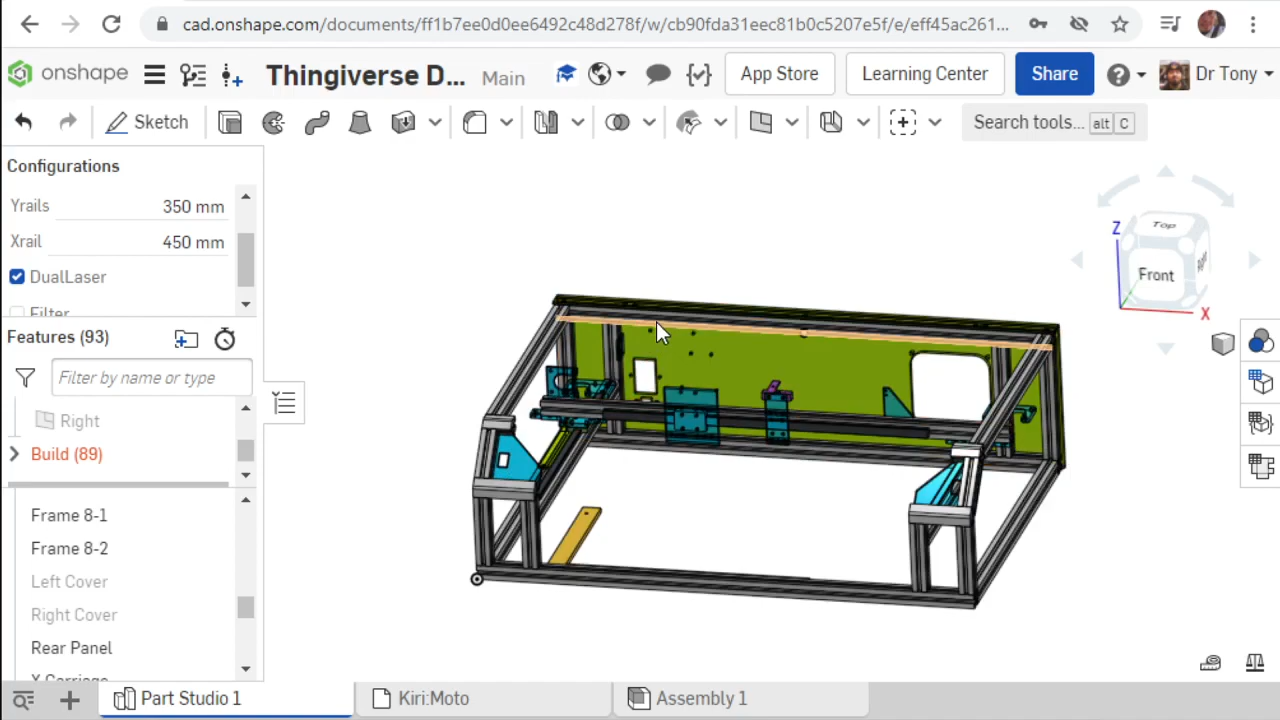 cad.onshape.com/documents/ff1b7ee0d0ee6492c48d278f/w/cb90fda31eec81b0c5207e5f/e/eff45ac261...
onshape
Thingiverse D... Main
App Store
Learning Center
Share
Dr Tony
Sketch
Search tools... alt C
Configurations
Yrails 350 mm
Xrail 450 mm
DualLaser
Filter
Features (93)
Filter by name or type
Right
Build (89)
Frame 8-1
Frame 8-2
Left Cover
Right Cover
Rear Panel
X Carriage
Top
Front
Right
Z
X
Part Studio 1
Kiri:Moto
Assembly 1